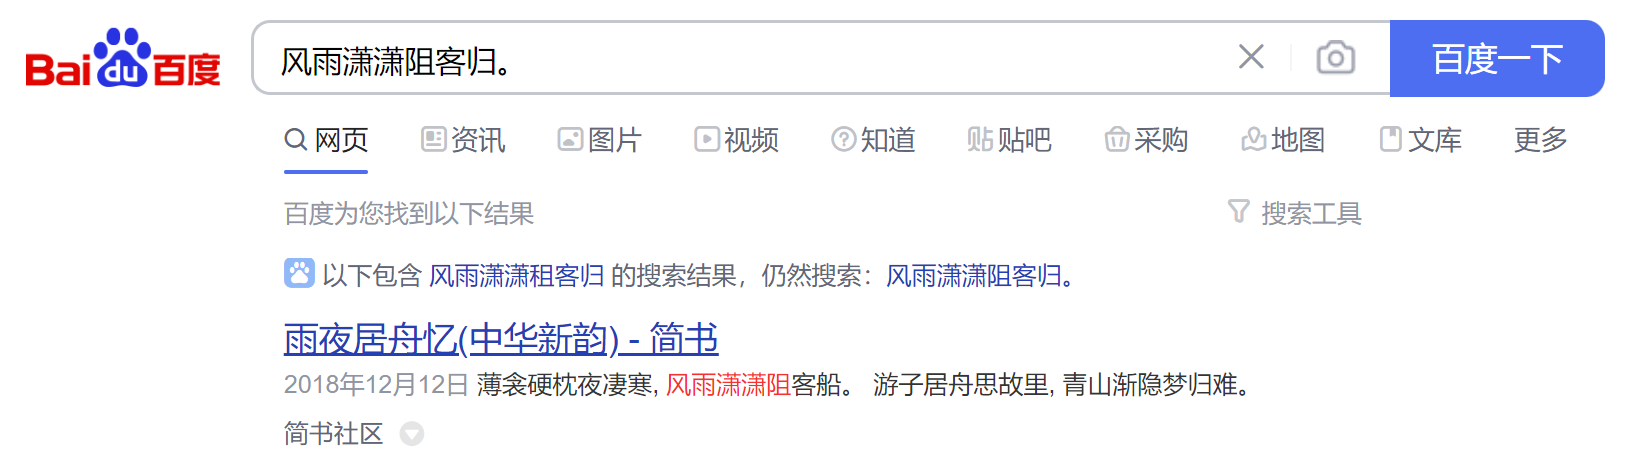 Bai du 百度 风雨潇潇阻客归。 百度一下
网页 资讯 图片 视频 知道 贴 贴吧 采购 地图 文库 更多
百度为您找到以下结果 搜索工具
以下包含 风雨潇潇租客归 的搜索结果，仍然搜索：风雨潇潇阻客归。
雨夜居舟忆(中华新韵) - 简书
2018年12月12日 薄衾硬枕夜凄寒, 风雨潇潇阻客船。 游子居舟思故里, 青山渐隐梦归难。
简书社区